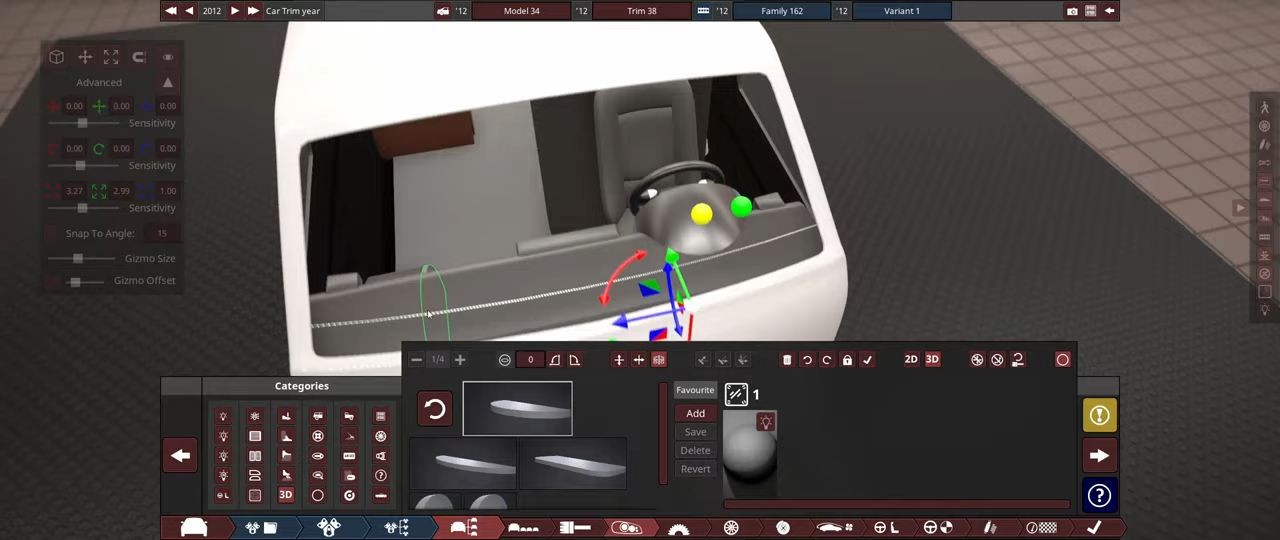 2012 Car Trim year '12 Model 34 '12 Trim 38 '12 Family 162 '12 Variant 1
Advanced
0.00 0.00 0.00
Sensitivity
0.00 0.00 0.00
Sensitivity
3.27 2.99 1.00
Sensitivity
Snap To Angle: 15
Gizmo Size
Gizmo Offset
1/4 0 2D 3D
Categories
Favourite
Add
Save
Delete
Revert
1
L
3D
L